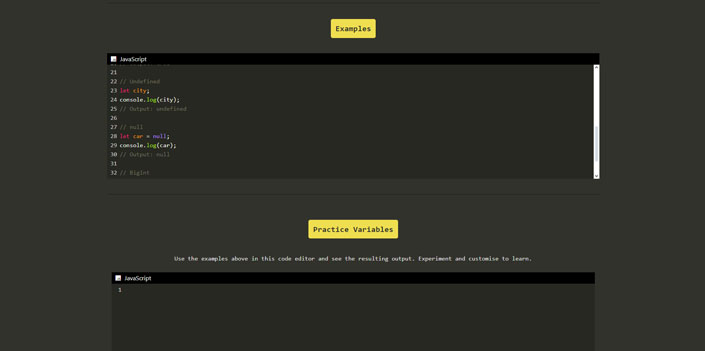 Examples
JavaScript
21
22 // Undefined
23 let city;
24 console.log(city);
25 // Output: undefined
26
27 // null
28 let car = null;
29 console.log(car);
30 // Output: null
31
32 // Bigint
Practice Variables
Use the examples above in this code editor and see the resulting output. Experiment and customise to learn.
JavaScript
1